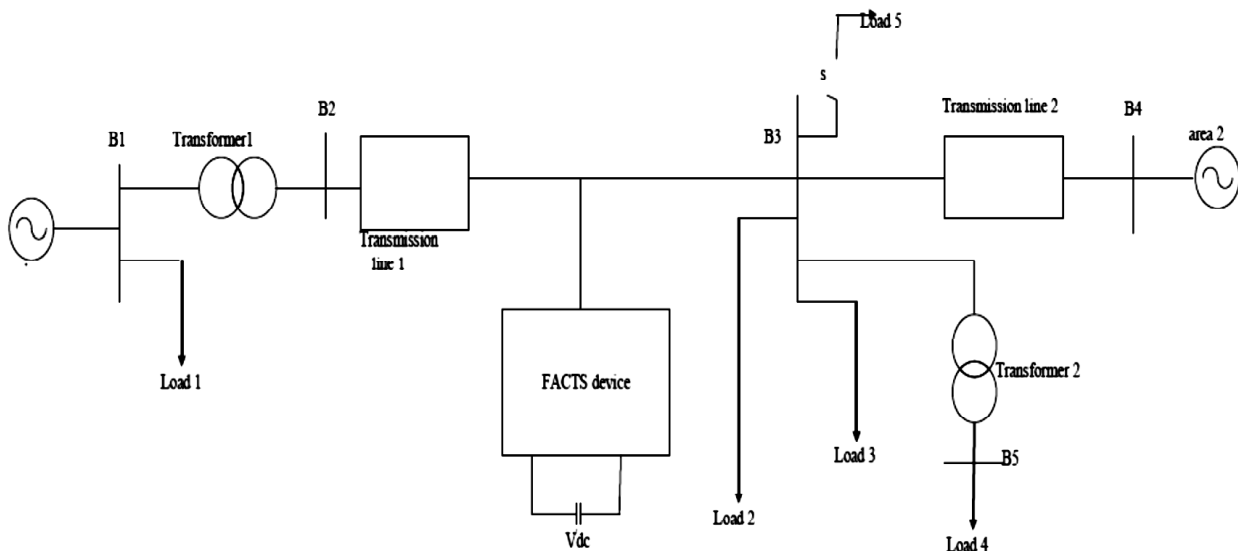 Load 5
s
B1
Transformer1
B2
B3
Transmission line 2
B4
area 2
Transmission
line 1
Load 1
FACTS device
Transformer 2
Load 3
B5
Load 2
Vdc
Load 4